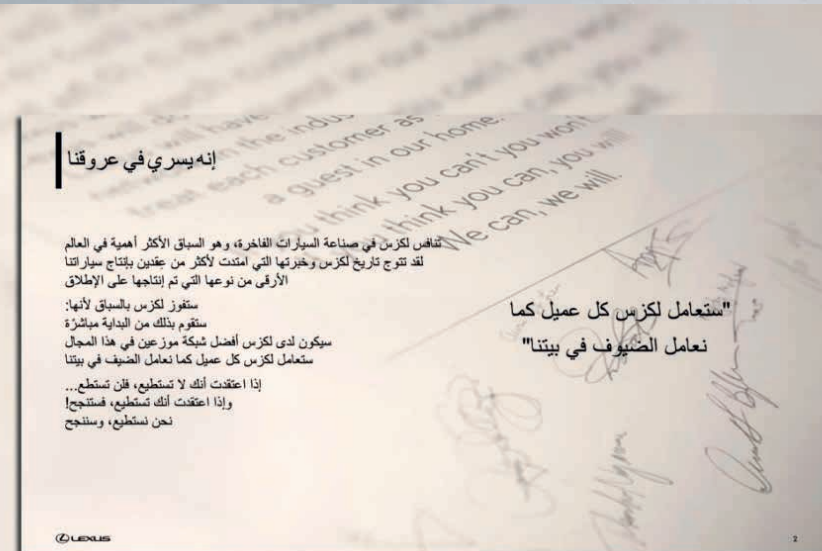 إنه يسري في عروقنا
تنافس لكزس في صناعة السيارات الفاخرة، وهو السباق الأكثر أهمية في العالم
لقد تتوج تاريخ لكزس وخبرتها التي امتدت لأكثر من عقدين بإنتاج سياراتنا
الأرقى من نوعها التي تم إنتاجها على الإطلاق
ستفوز لكزس بالسباق لأنها:
ستقوم بذلك من البداية مباشرة
سيكون لدى لكزس أفضل شبكة موزعين في هذا المجال
ستعامل لكزس كل عميل كما نعامل الضيف في بيتنا
إذا اعتقدت أنك لا تستطيع، فلن تستطع...
وإذا اعتقدت أنك تستطيع، فستنجح!
نحن نستطيع، وسننجح
"ستعامل لكزس كل عميل كما
نعامل الضيوف في بيتنا"
will have
in the indus
treat each customer as
a guest in our home.
you think you can't you won't
think you can, you will
We can, we will.
LEXUS
2